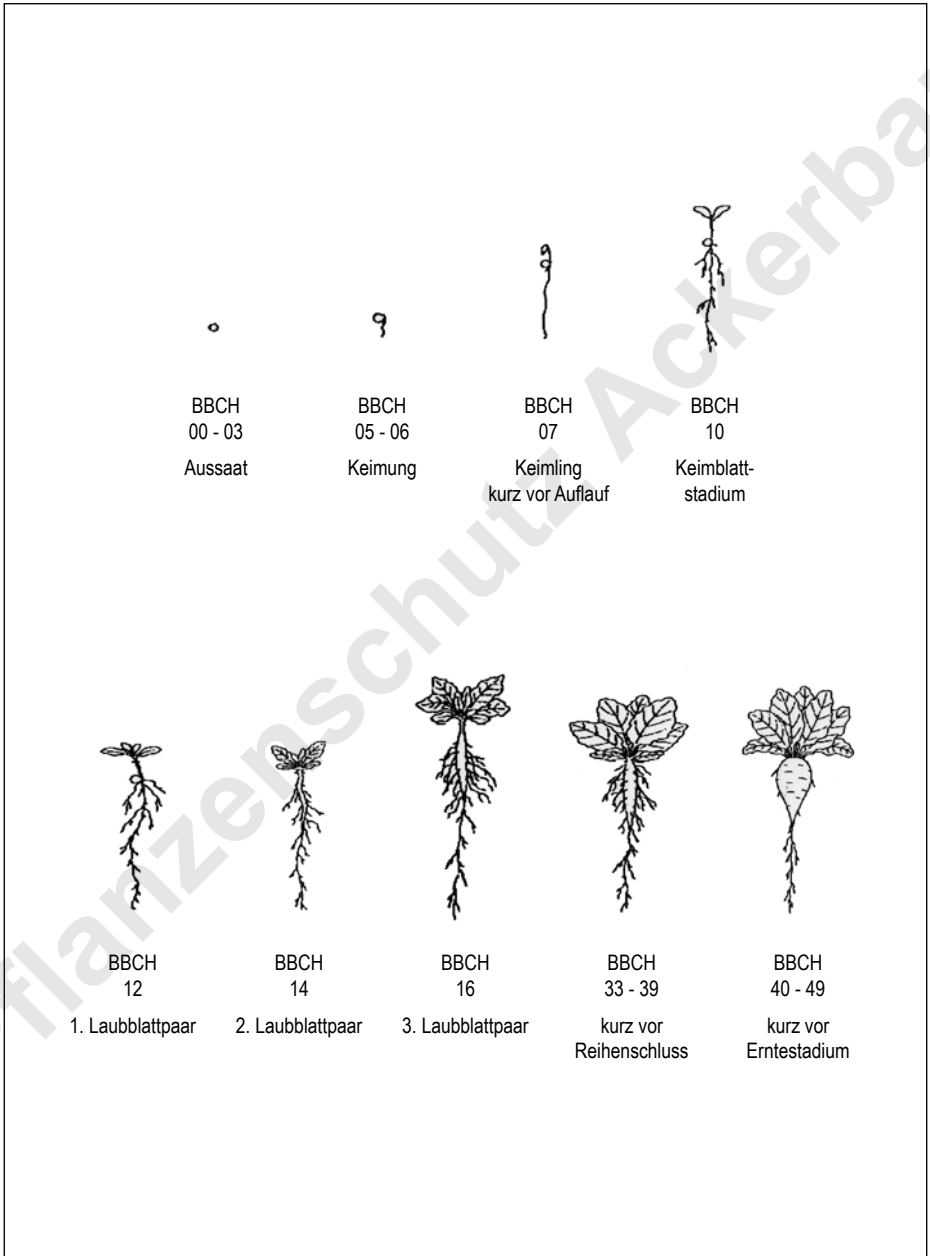 BBCH
00 - 03
Aussaat
BBCH
05 - 06
Keimung
BBCH
07
Keimling
kurz vor Auflauf
BBCH
10
Keimblatt-
stadium
BBCH
12
1. Laubblattpaar
BBCH
14
2. Laubblattpaar
BBCH
16
3. Laubblattpaar
BBCH
33 - 39
kurz vor
Reihenschluss
BBCH
40 - 49
kurz vor
Erntestadium
flanzenschutz Ackerba